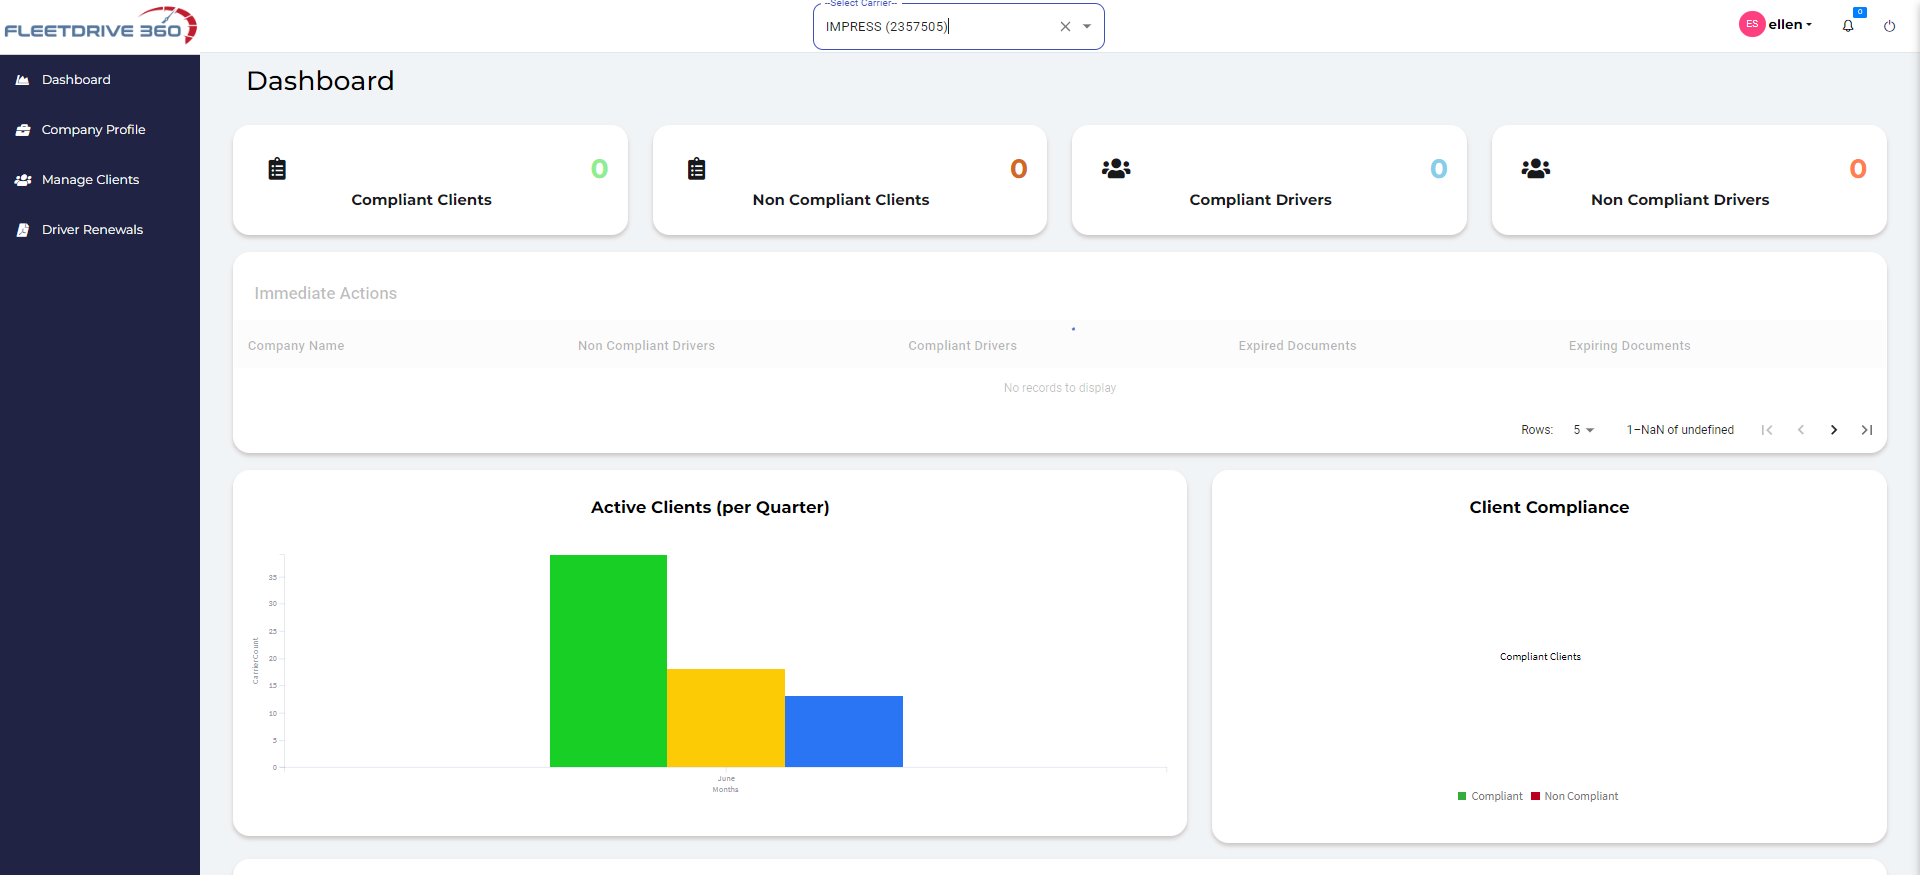 FLEETDRIVE 360
--Select Carrier--
IMPRESS (2357505)
ES ellen
0
Dashboard
Company Profile
Manage Clients
Driver Renewals
Dashboard
0
Compliant Clients
0
Non Compliant Clients
0
Compliant Drivers
0
Non Compliant Drivers
Immediate Actions
Company Name Non Compliant Drivers Compliant Drivers Expired Documents Expiring Documents
No records to display
Rows: 5 1-NaN of undefined
Active Clients (per Quarter)
35
30
25
20
15
10
5
0
CarrierCount
June
Months
Client Compliance
Compliant Clients
Compliant Non Compliant